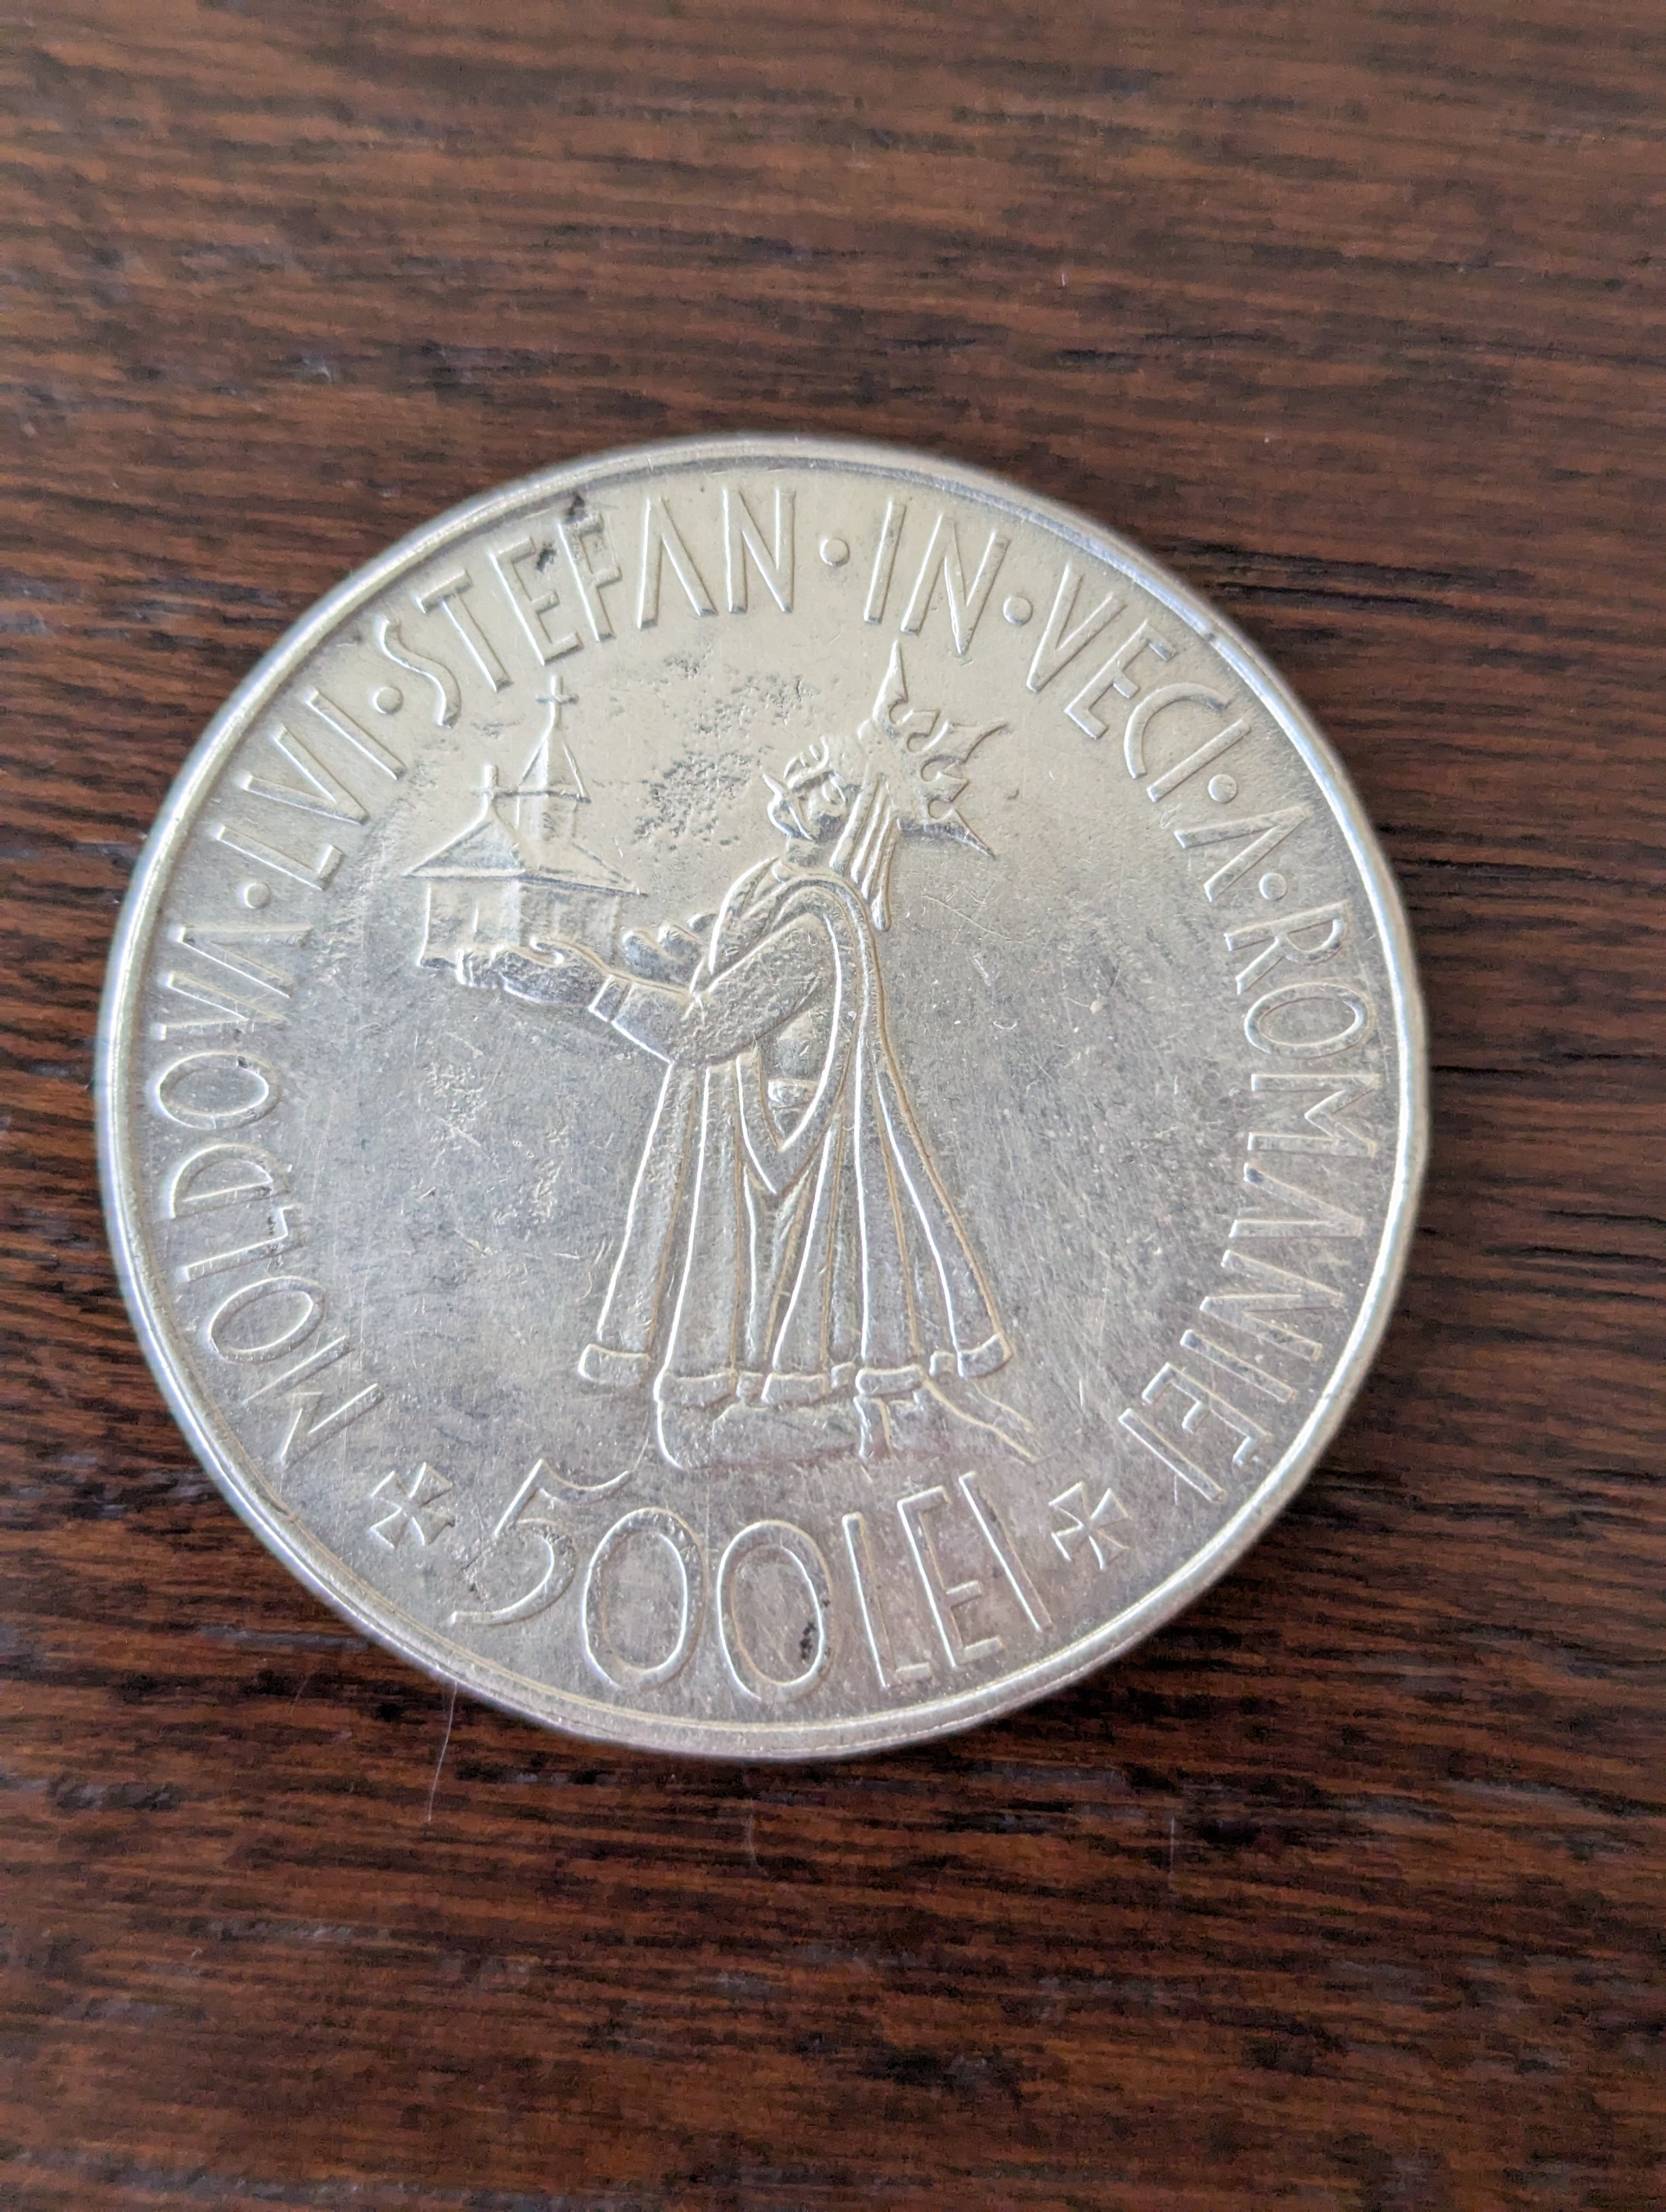 MOLDOVA · LVI · STEFAN · IN · VECI · A · ROMANIEI
500 LEI